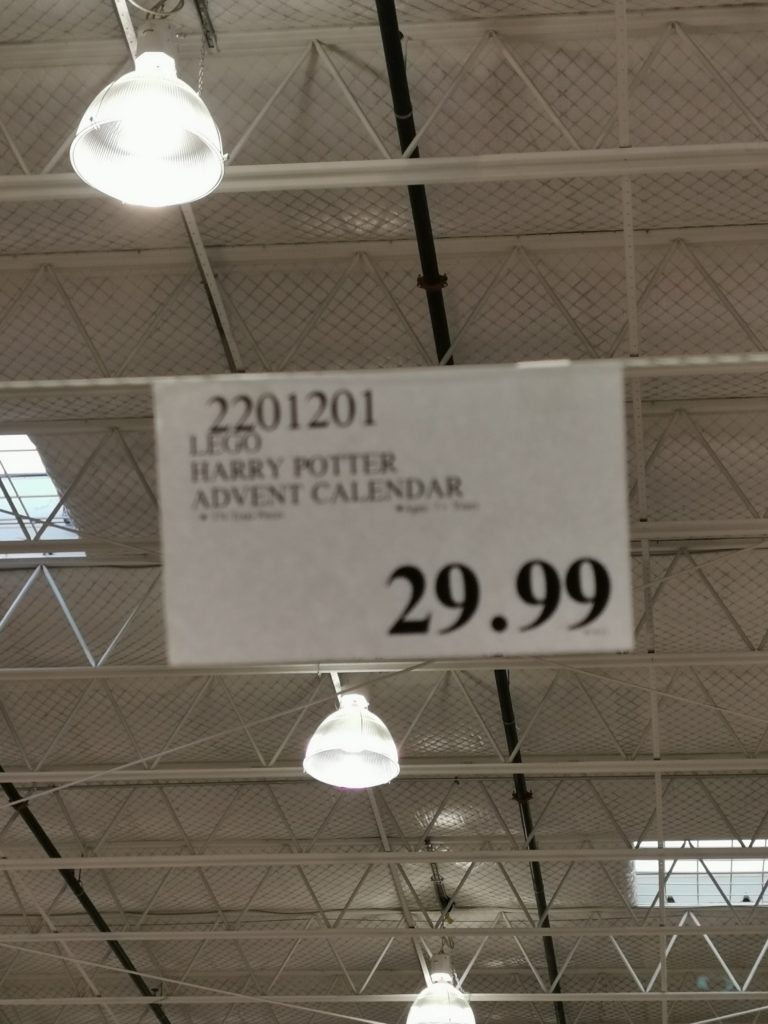 2201201
LEGO
HARRY POTTER
ADVENT CALENDAR
29.99